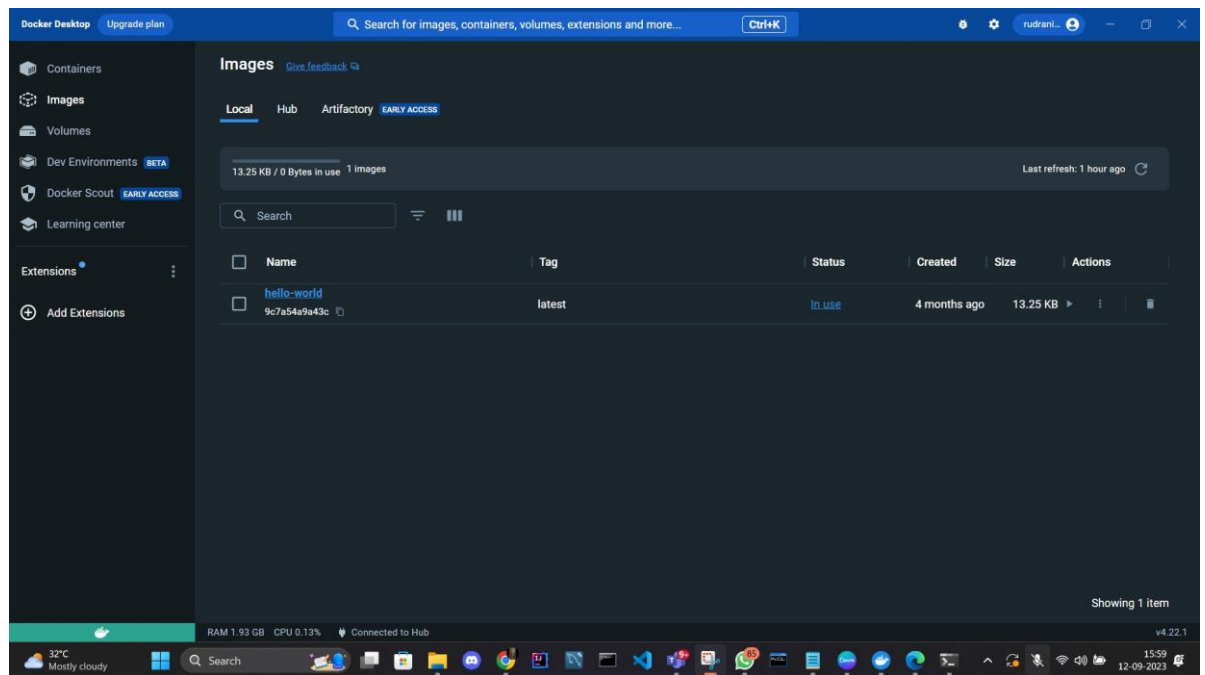 Docker Desktop Upgrade plan Search for images, containers, volumes, extensions and more... Ctrl+K rudrani...
Containers
Images
Volumes
Dev Environments BETA
Docker Scout EARLY ACCESS
Learning center
Extensions
Add Extensions
Images Give feedback
Local Hub Artifactory EARLY ACCESS
13.25 KB / 0 Bytes in use 1 images Last refresh: 1 hour ago
Search
Name Tag Status Created Size Actions
hello-world
9c7a54a9a43c latest In use 4 months ago 13.25 KB
Showing 1 item
RAM 1.93 GB CPU 0.13% Connected to Hub v4.22.1
32°C
Mostly cloudy
Search
9+
85
15:59
12-09-2023